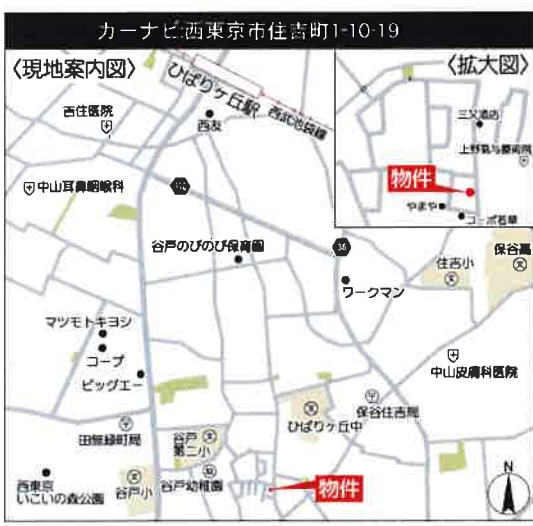 カーナビ:西東京市住吉町1-10-19
〈現地案内図〉
ひばりヶ丘駅
西武池袋線
西友
吉住医院
中山耳鼻咽喉科
谷戸のびのび保育園
36
ワークマン
マツモトキヨシ
コープ
ビッグエー
住吉小
保谷高
中山皮膚科医院
保谷住吉局
ひばりヶ丘中
田無緑町局
谷戸
第二小
西東京
いこいの森公園
谷戸小
谷戸幼稚園
物件
N
〈拡大図〉
三又酒店
物件
やまや
コーポ若草